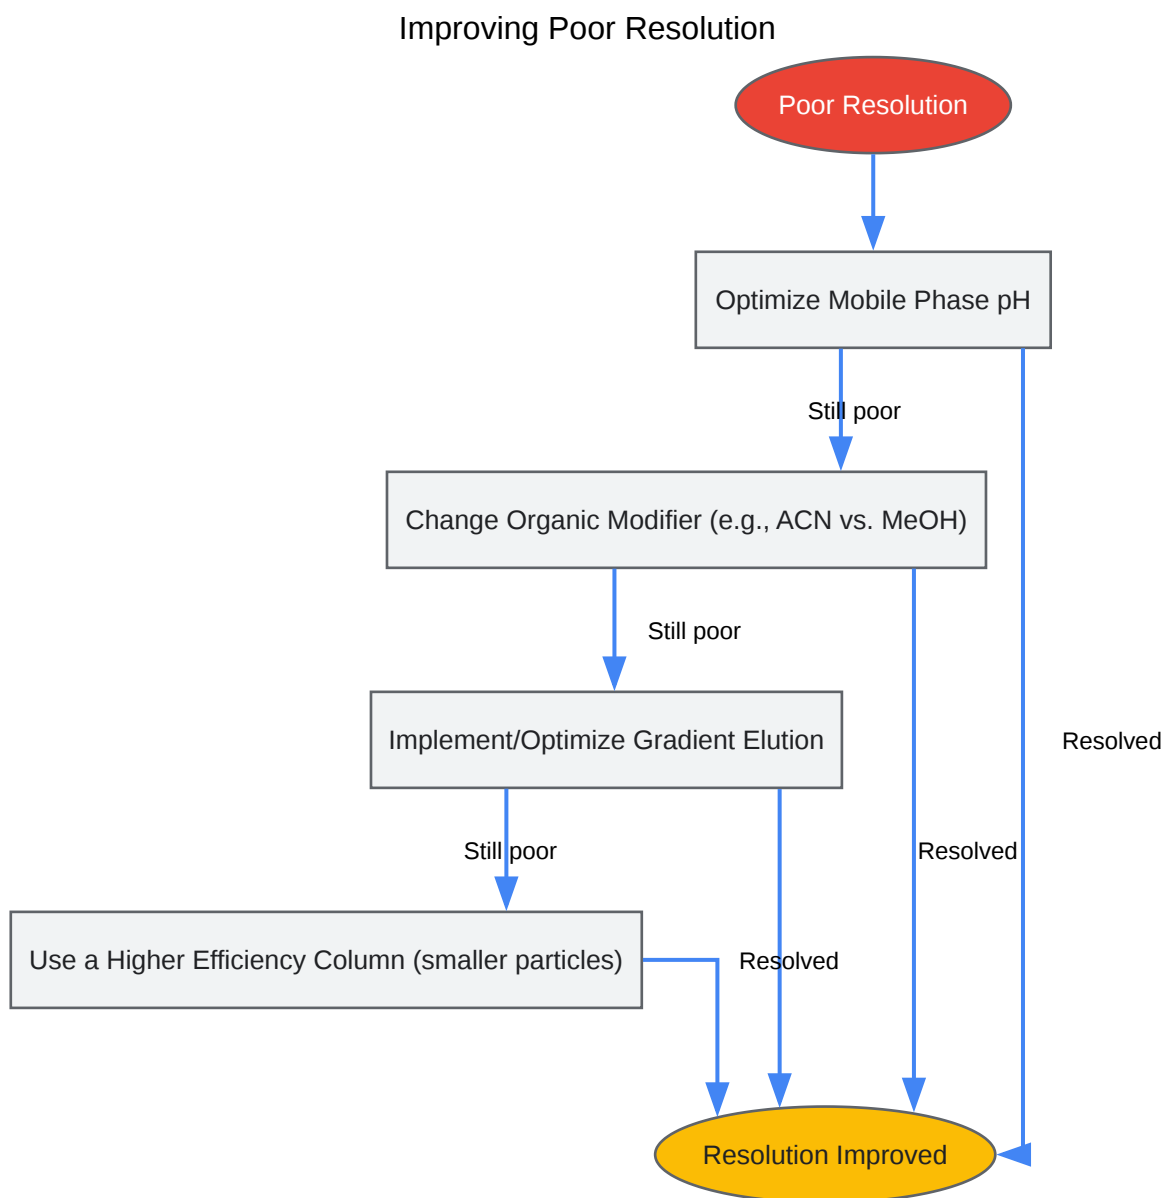 Improving Poor Resolution
Poor Resolution
Optimize Mobile Phase pH
Still poor
Change Organic Modifier (e.g., ACN vs. MeOH)
Still poor
Implement/Optimize Gradient Elution
Resolved
Still poor
Resolved
Use a Higher Efficiency Column (smaller particles)
Resolved
Resolution Improved